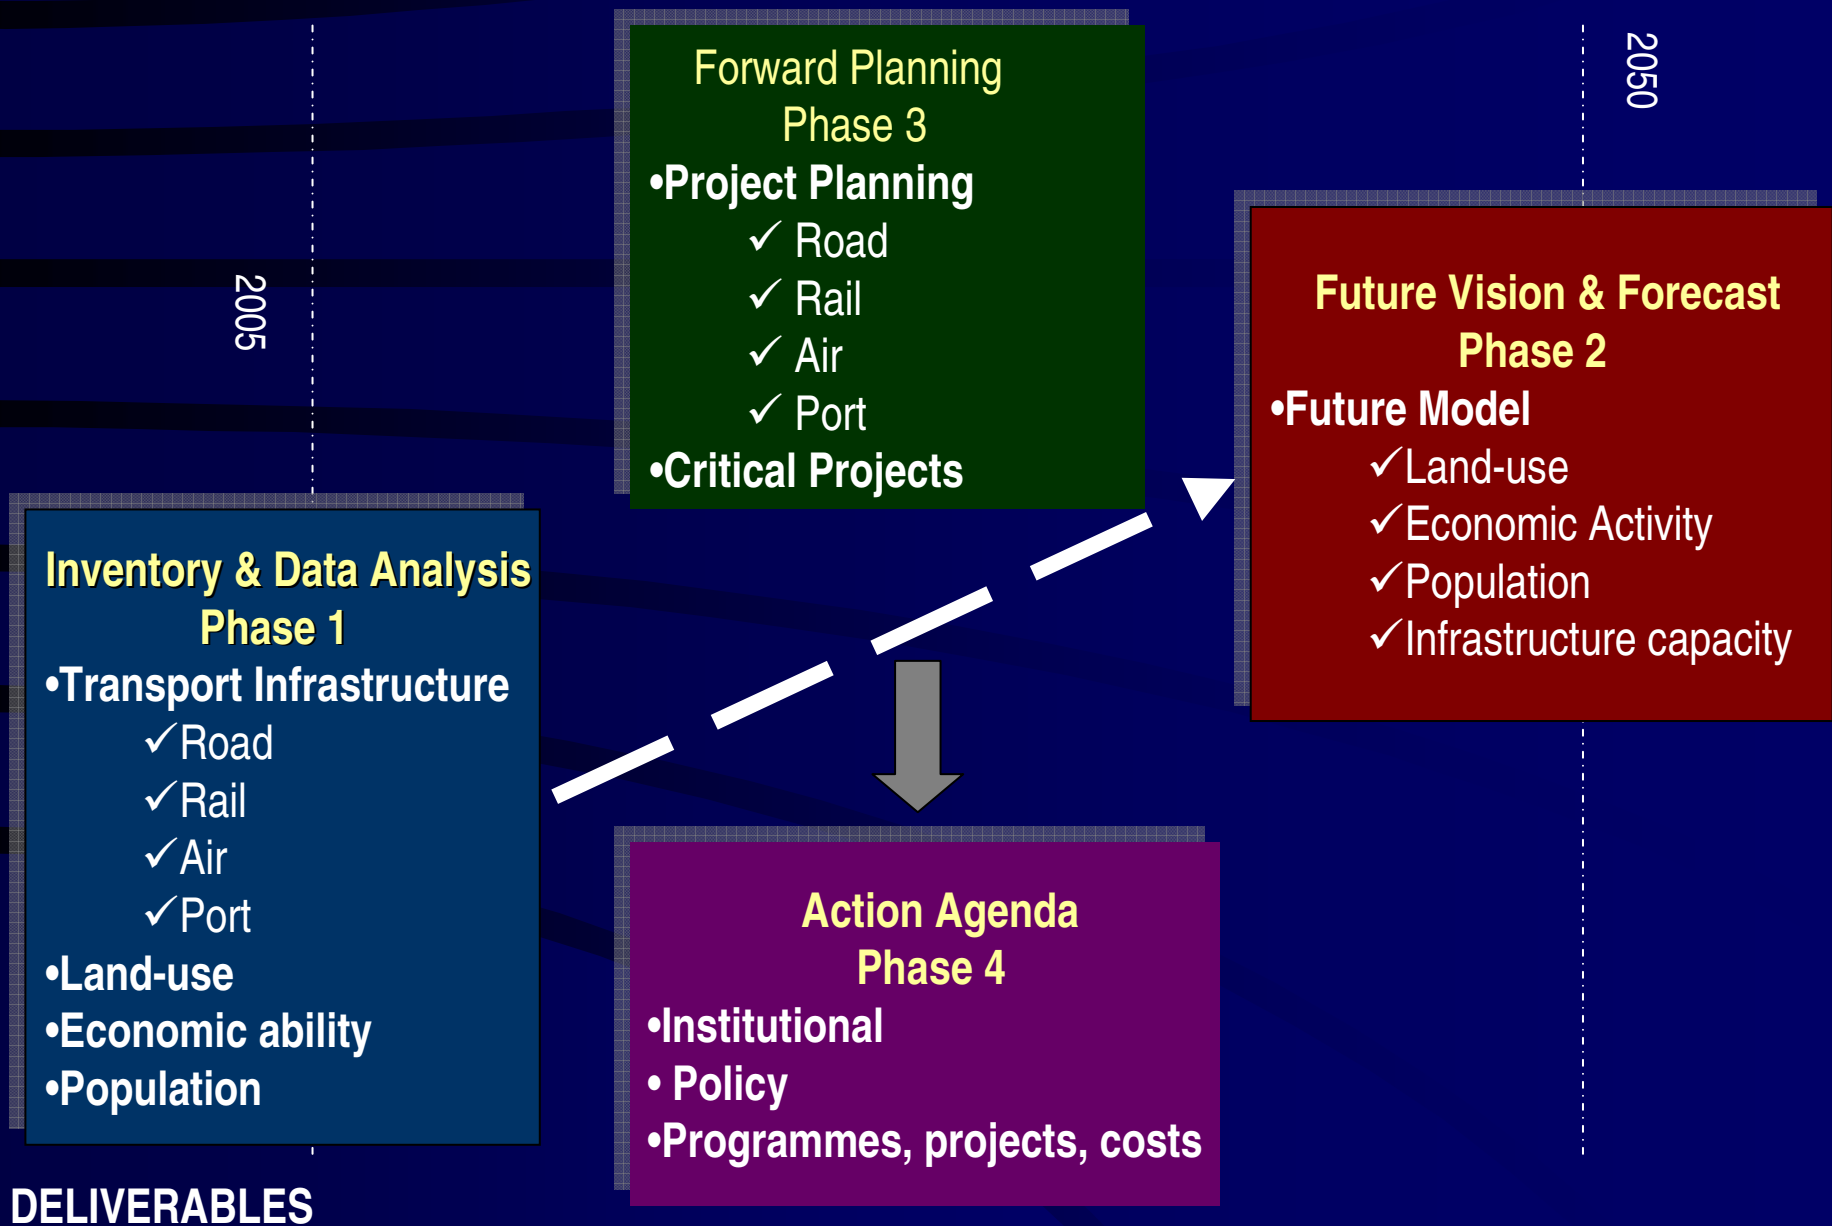 2005
2050
Forward Planning
Phase 3
•Project Planning
✓ Road
✓ Rail
✓ Air
✓ Port
•Critical Projects
Future Vision & Forecast
Phase 2
•Future Model
✓Land-use
✓Economic Activity
✓Population
✓Infrastructure capacity
Inventory & Data Analysis
Phase 1
•Transport Infrastructure
✓Road
✓Rail
✓Air
✓Port
•Land-use
•Economic ability
•Population
Action Agenda
Phase 4
•Institutional
• Policy
•Programmes, projects, costs
DELIVERABLES